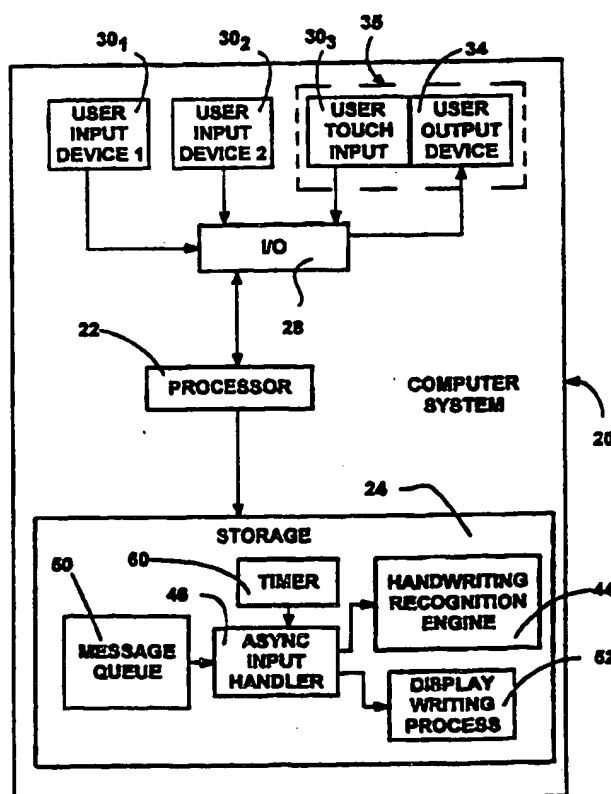 30₁
30₂
30₃
35
34
USER
INPUT
DEVICE 1
USER
INPUT
DEVICE 2
USER
TOUCH
INPUT
USER
OUTPUT
DEVICE
I/O
28
22
PROCESSOR
COMPUTER
SYSTEM
20
24
STORAGE
50
60
TIMER
46
MESSAGE
QUEUE
ASYNC
INPUT
HANDLER
HANDWRITING
RECOGNITION
ENGINE
44
DISPLAY
WRITING
PROCESS
52